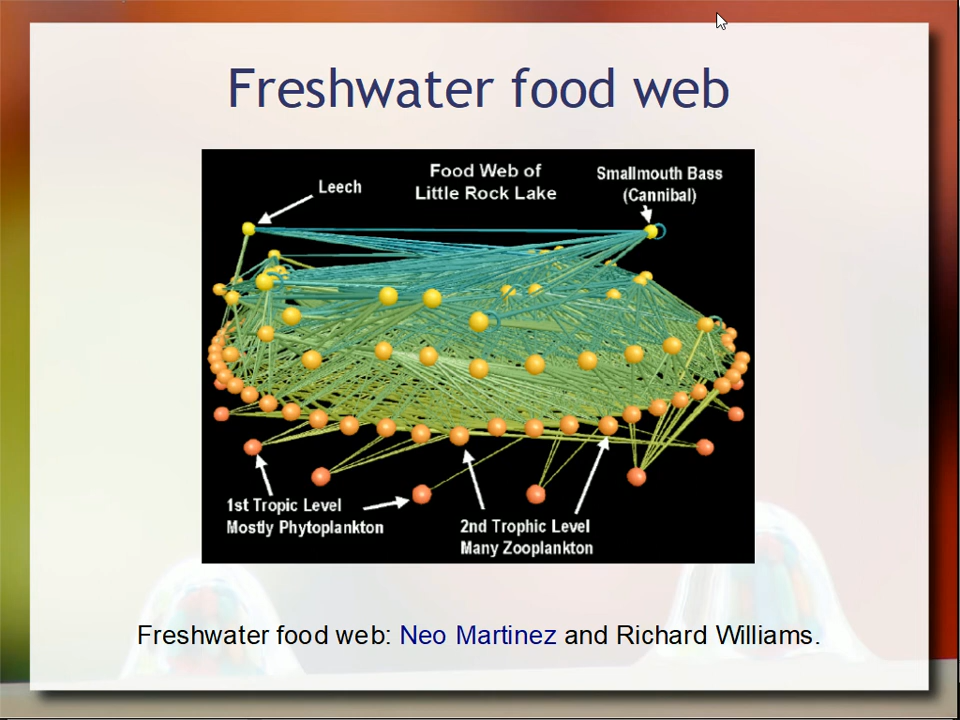 Freshwater food web
Food Web of
Little Rock Lake
Smallmouth Bass
(Cannibal)
Leech
1st Tropic Level
Mostly Phytoplankton
2nd Trophic Level
Many Zooplankton
Freshwater food web: Neo Martinez and Richard Williams.